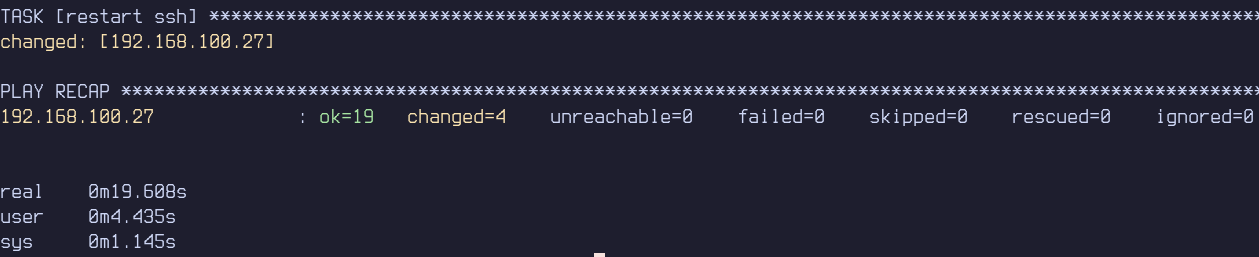 TASK [restart ssh] ************************************************************************************************
changed: [192.168.100.27]
PLAY RECAP ********************************************************************************************************
192.168.100.27             : ok=19   changed=4    unreachable=0    failed=0    skipped=0    rescued=0    ignored=0
real    0m19.608s
user    0m4.435s
sys     0m1.145s